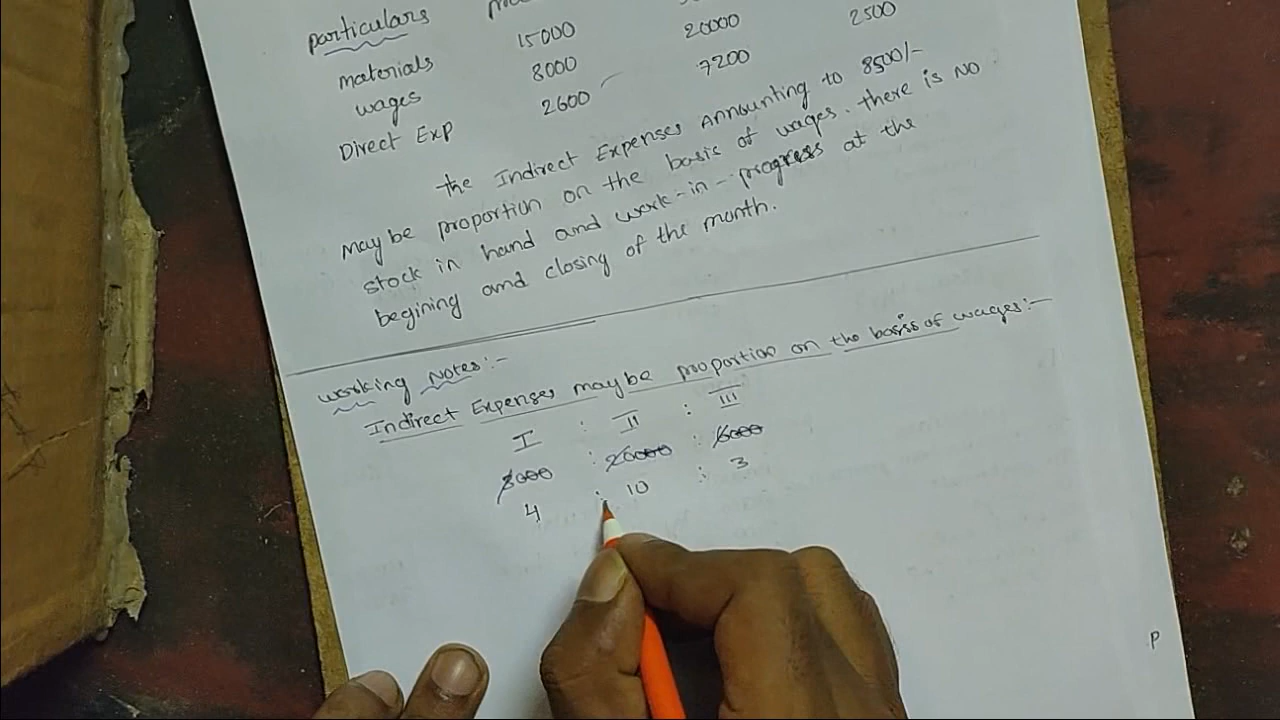 particulars
materials 15000
wages 8000 20000
Direct Exp 2600 7200 2500
the Indirect Expenses Amounting to 8500/-
may be proportion on the basis of wages. there is No
stock in hand and work-in-progress at the
begining and closing of the month.
working Notes:-
Indirect Expenses may be proportion on the basis of wages:-
I : II : III
8000 : 20000 : 6000
4 : 10 : 3
P